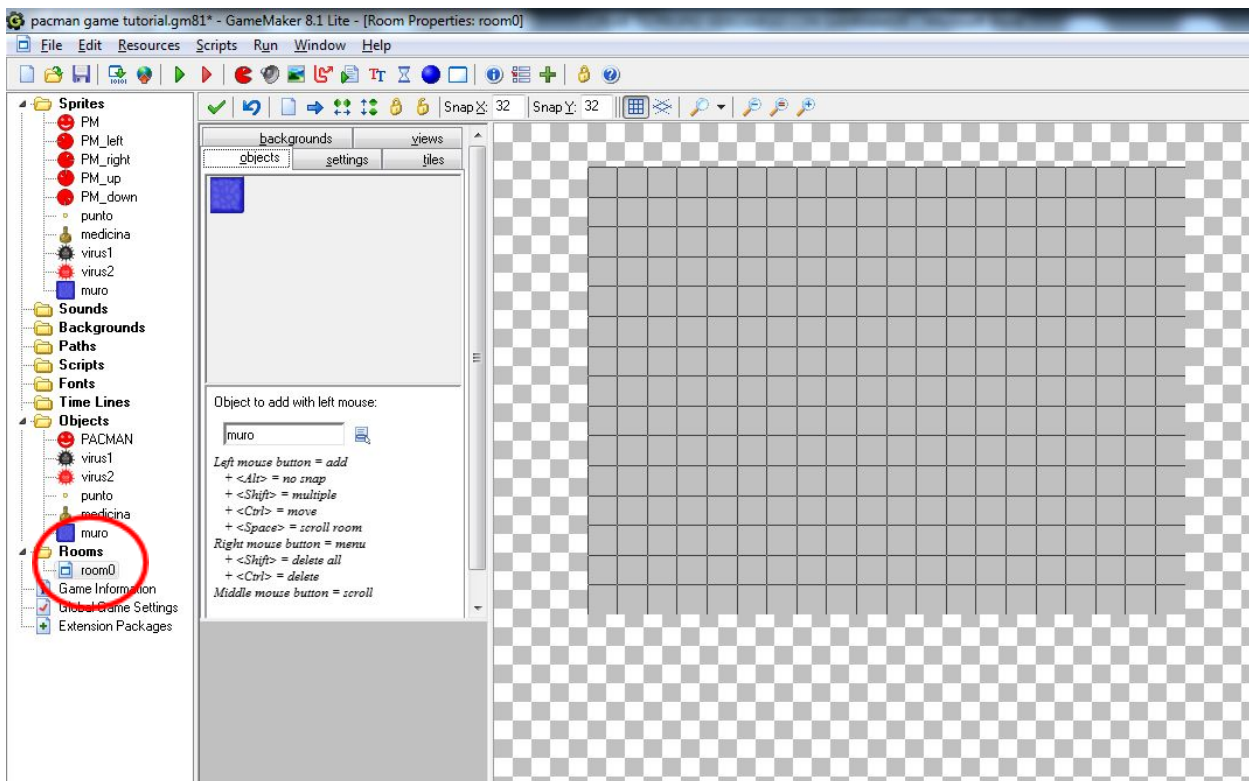 pacman game tutorial.gm81* - GameMaker 8.1 Lite - [Room Properties: room0]
File Edit Resources Scripts Run Window Help
Snap X: 32 Snap Y: 32
Sprites
PM
PM_left
PM_right
PM_up
PM_down
punto
medicina
virus1
virus2
muro
Sounds
Backgrounds
Paths
Scripts
Fonts
Time Lines
Objects
PACMAN
virus1
virus2
punto
medicina
muro
Rooms
room0
Game Information
Global Game Settings
Extension Packages
backgrounds views
objects settings tiles
Object to add with left mouse:
muro
Left mouse button = add
+ <Alt> = no snap
+ <Shift> = multiple
+ <Ctrl> = move
+ <Space> = scroll room
Right mouse button = menu
+ <Shift> = delete all
+ <Ctrl> = delete
Middle mouse button = scroll